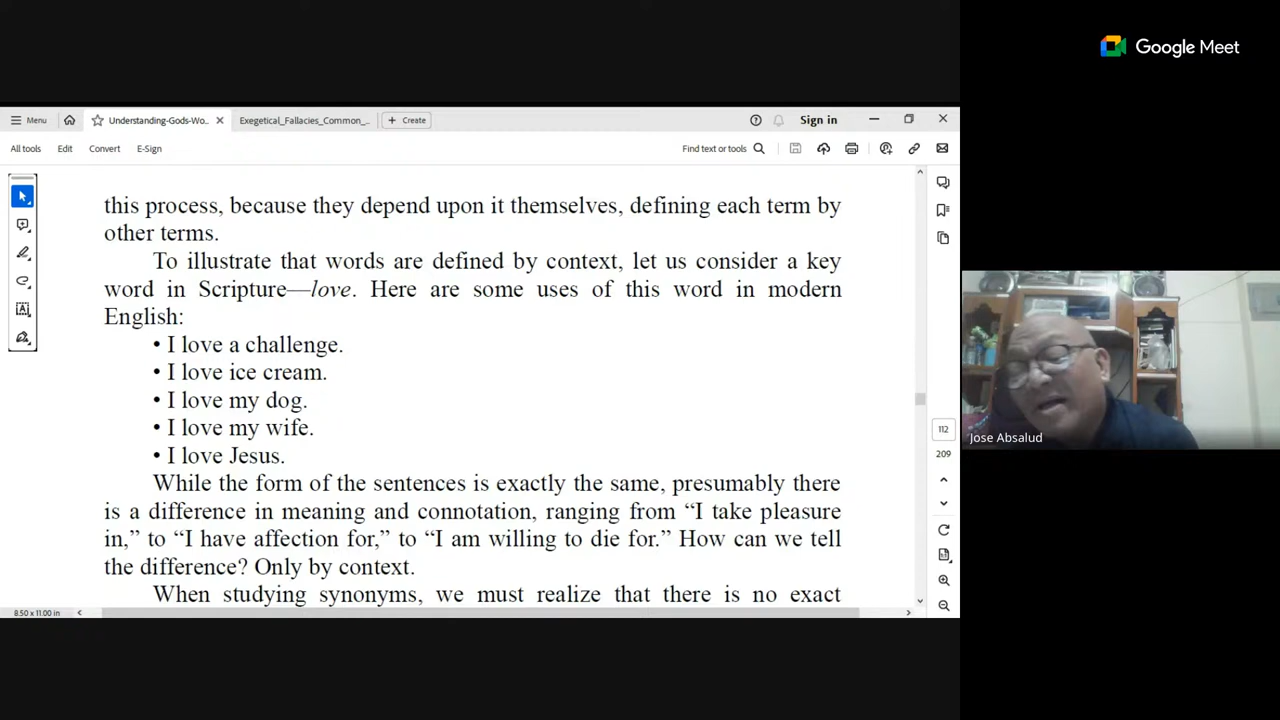 Google Meet
Menu
Understanding-Gods-Wo...
Exegetical_Fallacies_Common_...
Create
Sign in
All tools
Edit
Convert
E-Sign
Find text or tools
this process, because they depend upon it themselves, defining each term by
other terms.
To illustrate that words are defined by context, let us consider a key
word in Scripture—love. Here are some uses of this word in modern
English:
• I love a challenge.
• I love ice cream.
• I love my dog.
• I love my wife.
• I love Jesus.
While the form of the sentences is exactly the same, presumably there
is a difference in meaning and connotation, ranging from “I take pleasure
in,” to “I have affection for,” to “I am willing to die for.” How can we tell
the difference? Only by context.
When studying synonyms, we must realize that there is no exact
112
209
8.50 x 11.00 in
Jose Absalud